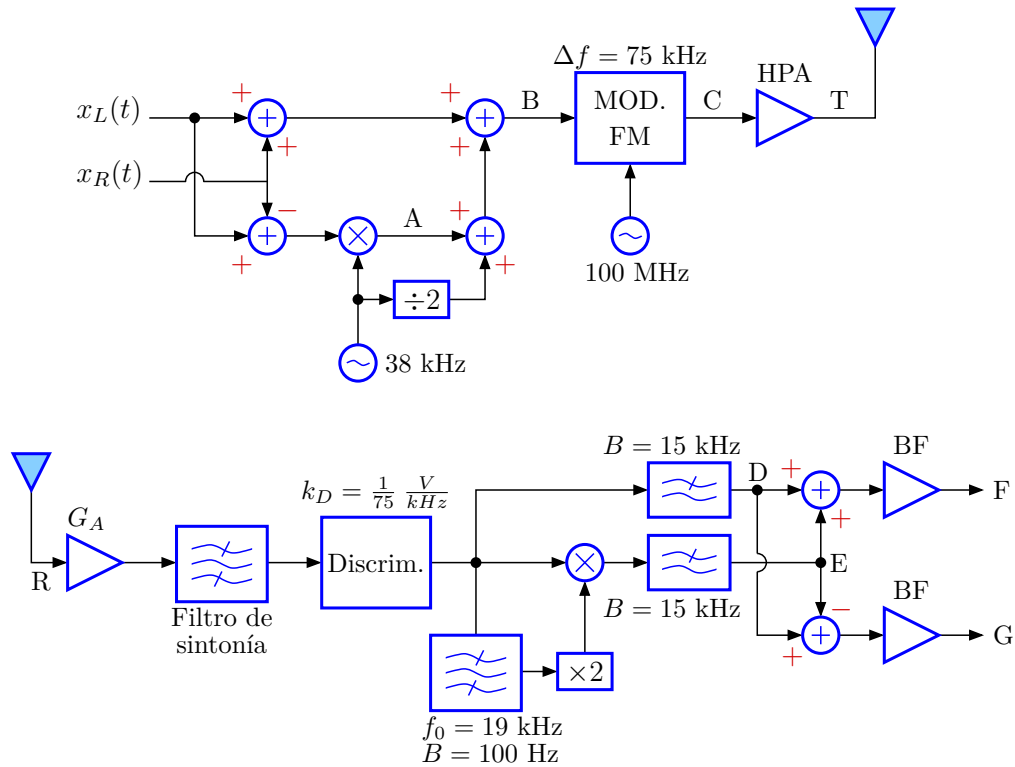 Δf = 75 kHz
HPA
x_L(t)
+
+
B
MOD.
FM
C
T
+
+
x_R(t)
−
A
+
+
+
+
100 MHz
÷2
38 kHz
B = 15 kHz
BF
k_D = 1/75 V/kHz
D
+
F
G_A
+
R
Discrim.
E
Filtro de
sintonía
B = 15 kHz
−
BF
+
G
×2
f_0 = 19 kHz
B = 100 Hz